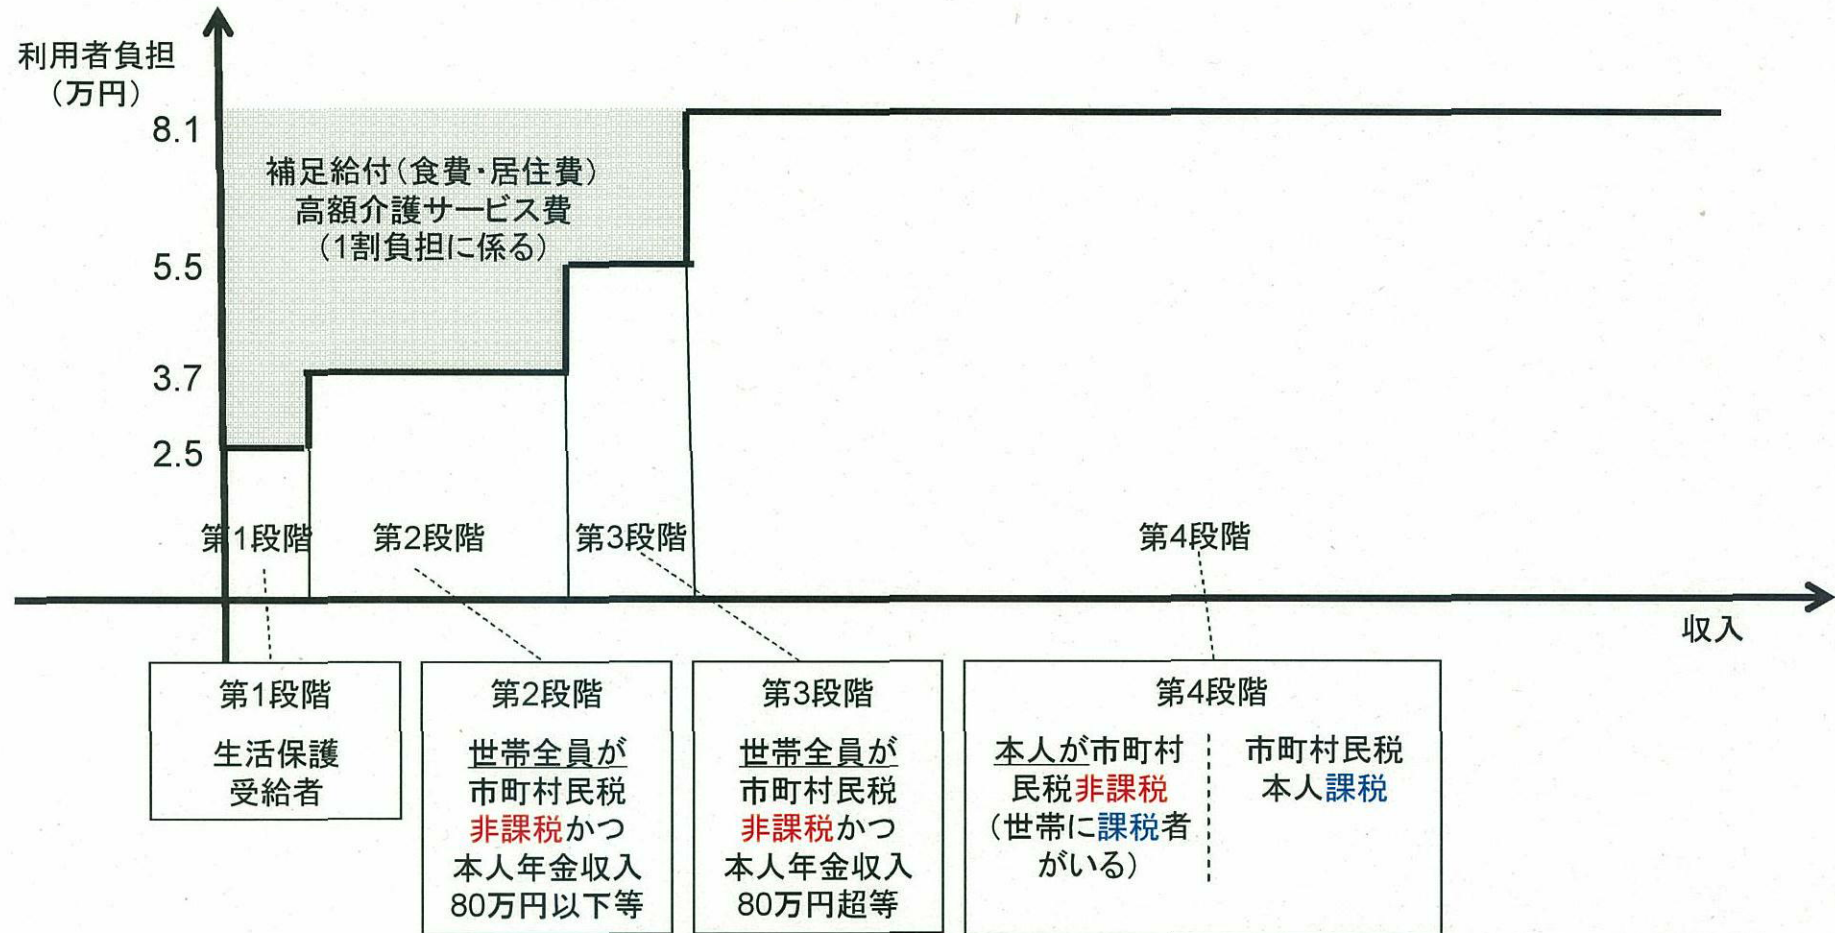 利用者負担
（万円）
8.1
5.5
3.7
2.5
補足給付（食費・居住費）
高額介護サービス費
（1割負担に係る）
第1段階
第2段階
第3段階
第4段階
収入
第1段階
生活保護
受給者
第2段階
世帯全員が
市町村民税
非課税かつ
本人年金収入
80万円以下等
第3段階
世帯全員が
市町村民税
非課税かつ
本人年金収入
80万円超等
第4段階
本人が市町村
民税非課税
（世帯に課税者
がいる）
市町村民税
本人課税